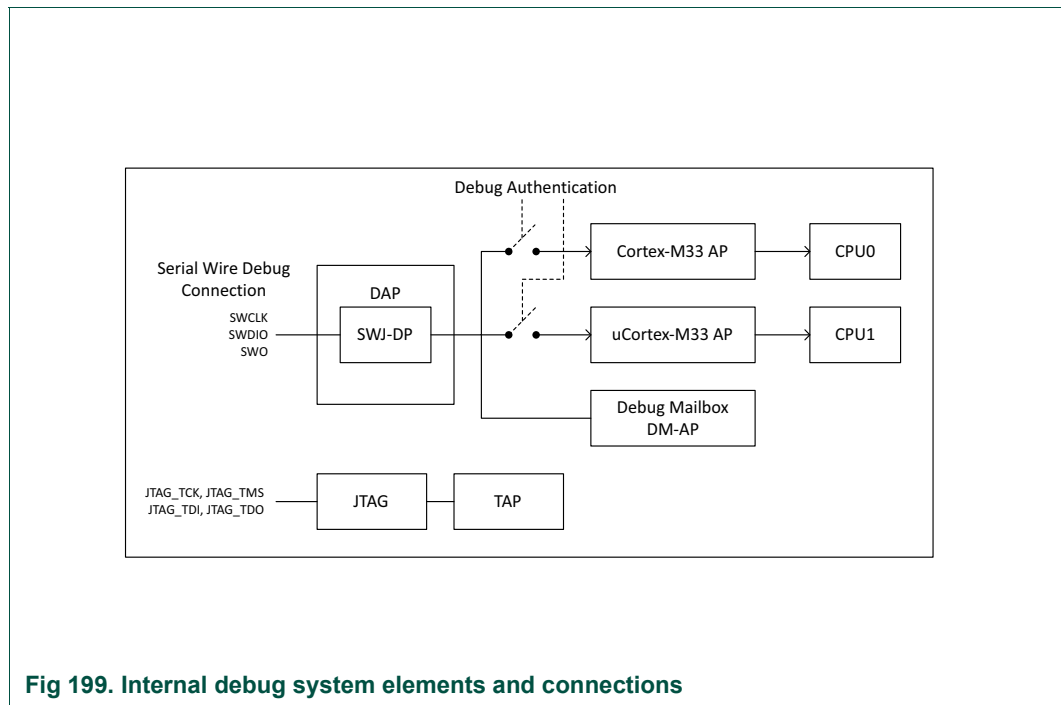 Debug Authentication
Cortex-M33 AP
CPU0
Serial Wire Debug
Connection
DAP
SWCLK
SWDIO
SWO
SWJ-DP
uCortex-M33 AP
CPU1
Debug Mailbox
DM-AP
JTAG_TCK, JTAG_TMS
JTAG_TDI, JTAG_TDO
JTAG
TAP
Fig 199. Internal debug system elements and connections